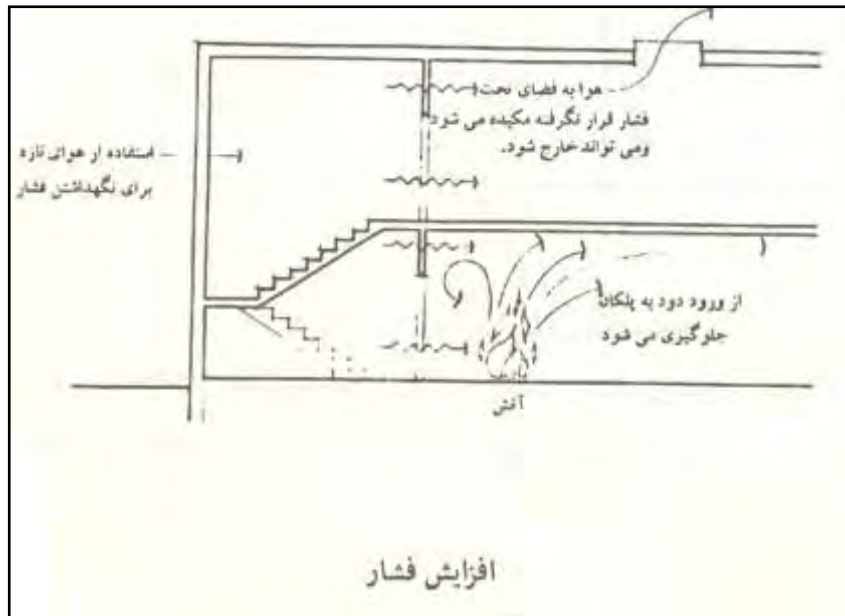 هوا به فضای تحت
فشار قرار نگرفته مکیده می شود
ومی تواند خارج شود.
استفاده از هوای تازه
برای نگهداشتن فشار
از ورود دود به پلکان
جلوگیری می شود
آتش
افزایش فشار